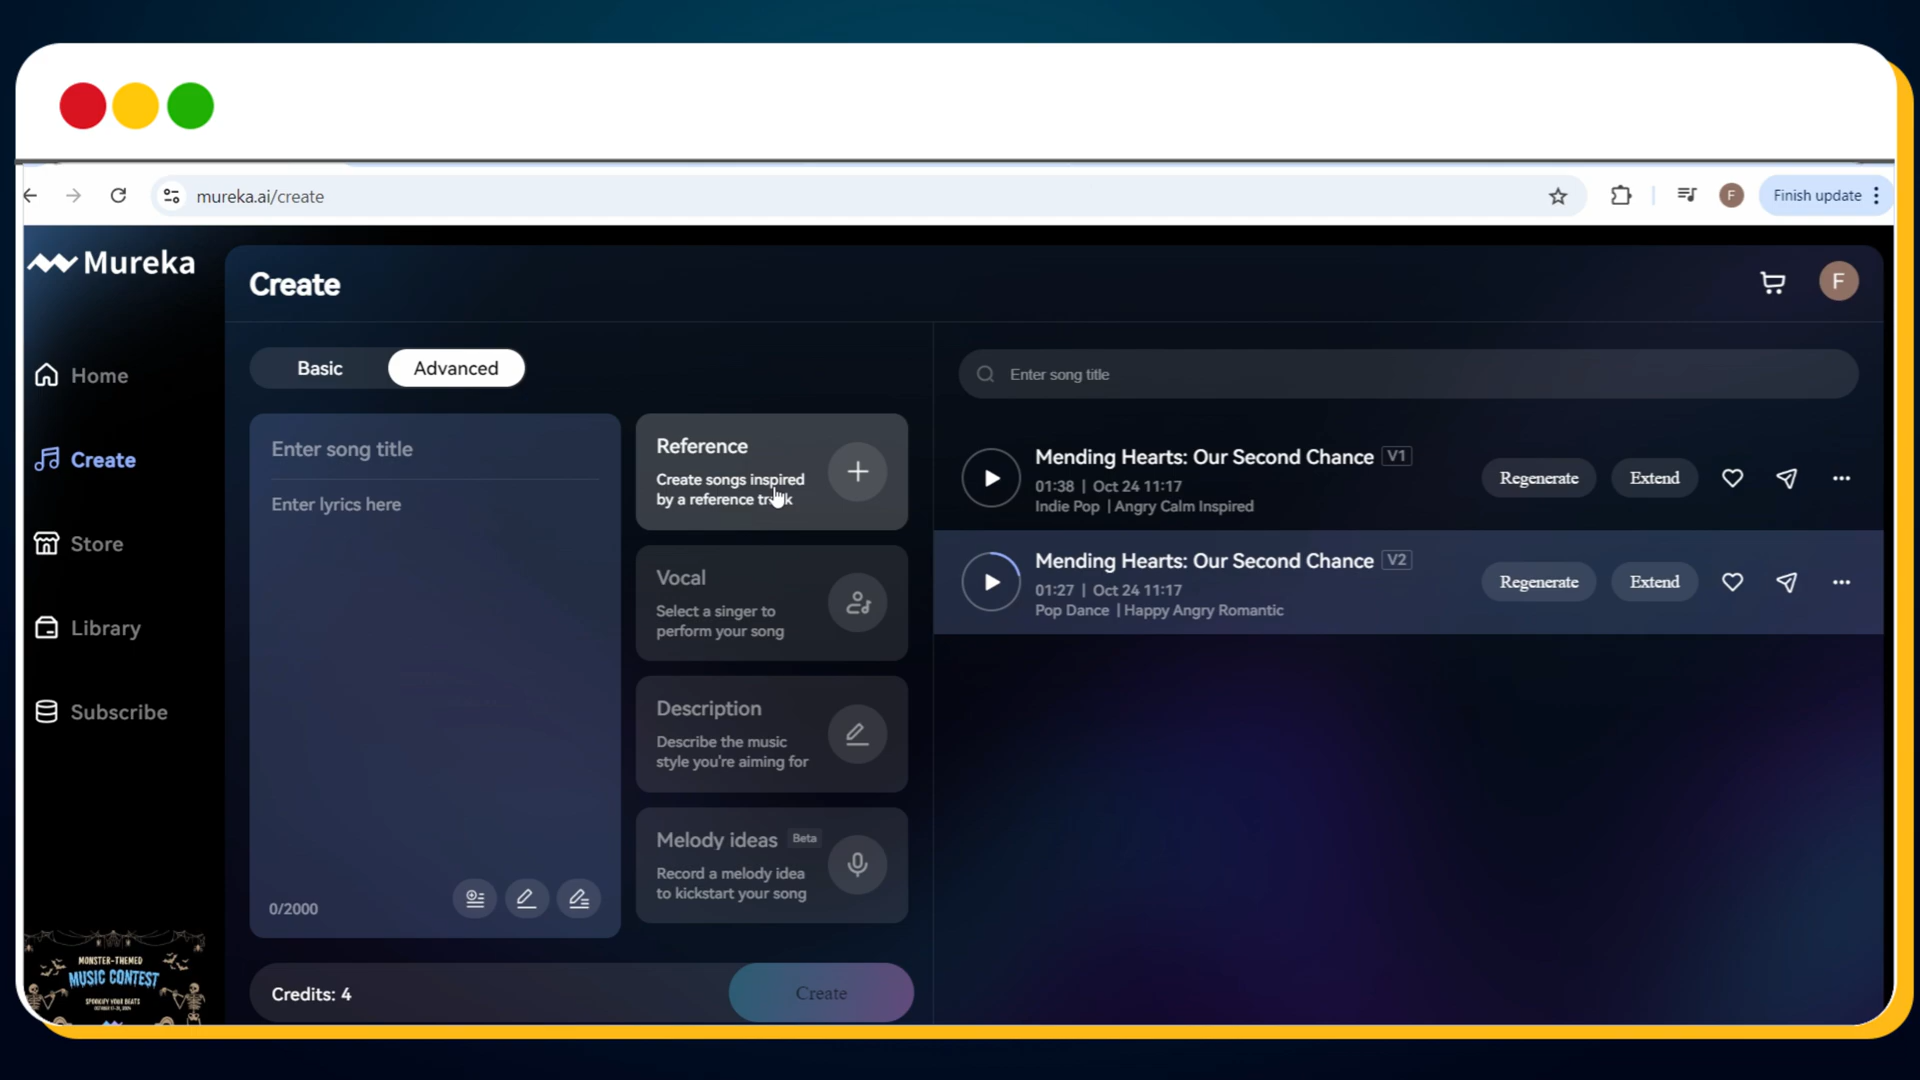 mureka.ai/create
F
Finish update
Mureka
Create
F
Home
Create
Store
Library
Subscribe
MONSTER-THEMED
MUSIC CONTEST
SPOOKIFY YOUR BEATS
Basic
Advanced
Enter song title
Enter lyrics here
0/2000
Reference
Create songs inspired
by a reference track
Vocal
Select a singer to
perform your song
Description
Describe the music
style you're aiming for
Melody ideas Beta
Record a melody idea
to kickstart your song
Credits: 4
Create
Enter song title
Mending Hearts: Our Second Chance V1
01:38 | Oct 24 11:17
Indie Pop | Angry Calm Inspired
Regenerate
Extend
Mending Hearts: Our Second Chance V2
01:27 | Oct 24 11:17
Pop Dance | Happy Angry Romantic
Regenerate
Extend